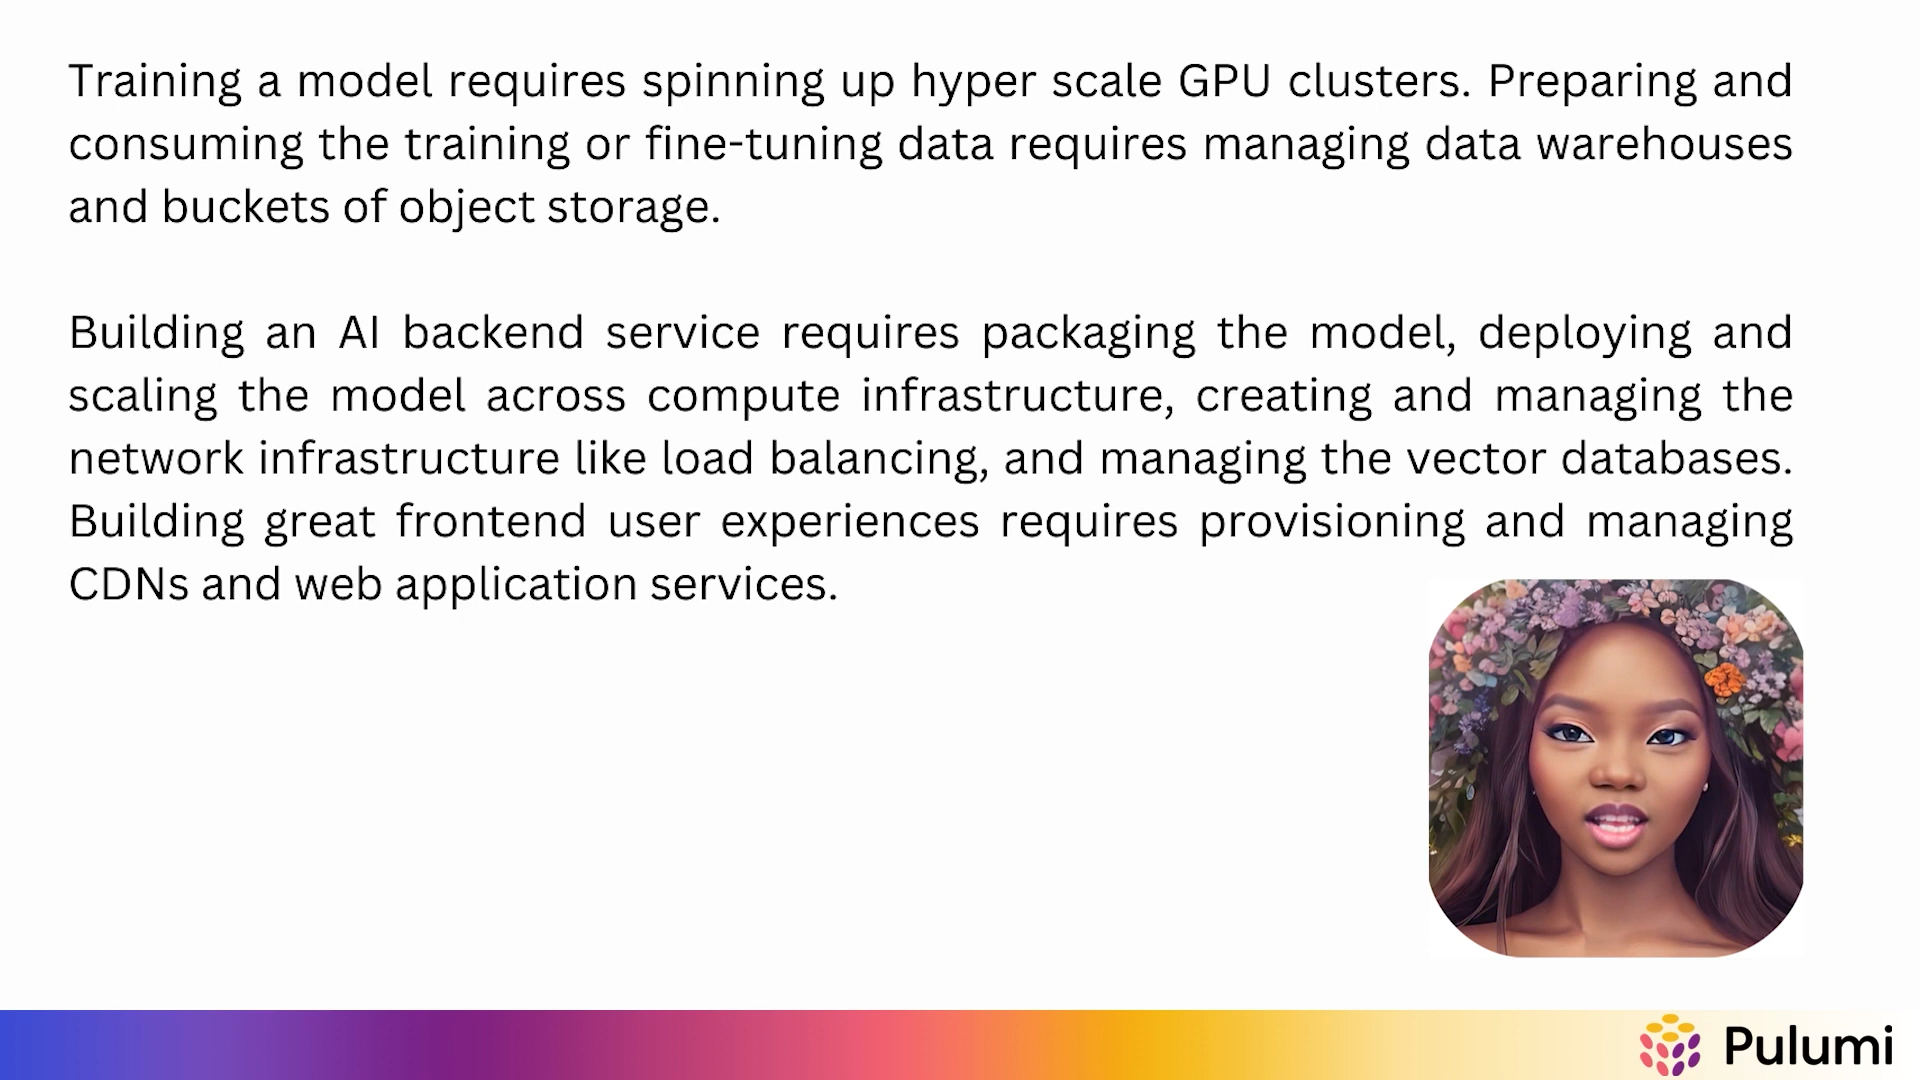 Training a model requires spinning up hyper scale GPU clusters. Preparing and
consuming the training or fine-tuning data requires managing data warehouses
and buckets of object storage.
Building an AI backend service requires packaging the model, deploying and
scaling the model across compute infrastructure, creating and managing the
network infrastructure like load balancing, and managing the vector databases.
Building great frontend user experiences requires provisioning and managing
CDNs and web application services.
Pulumi